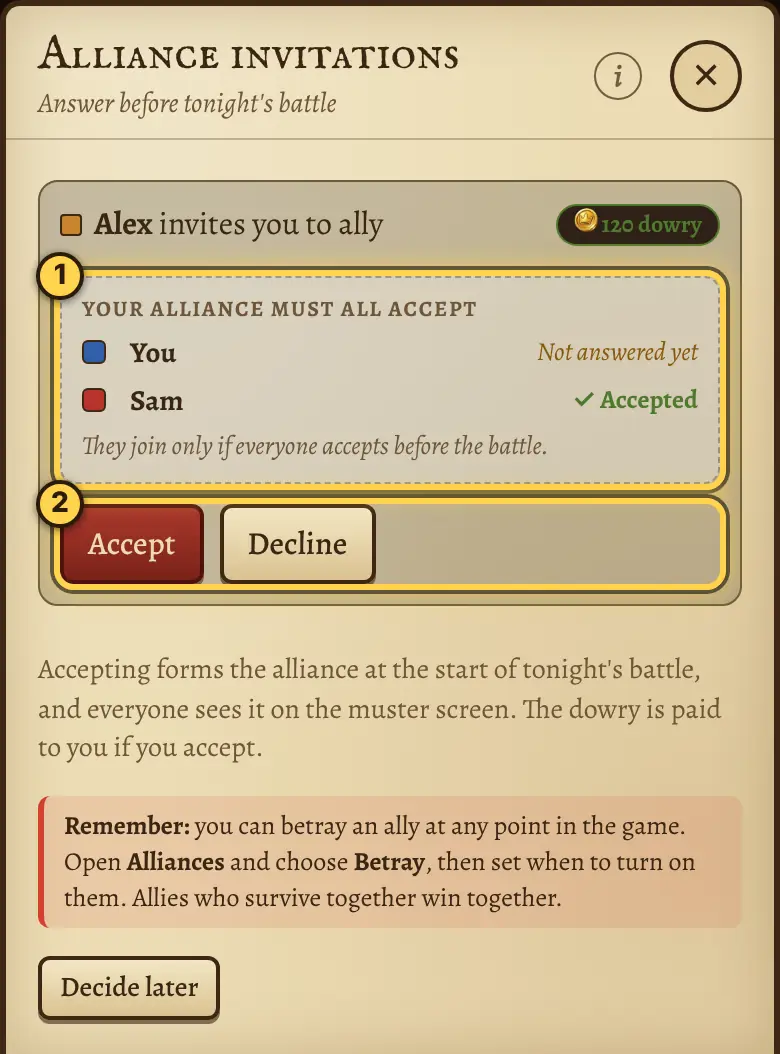 Alliance invitations
Answer before tonight's battle
i
×
Alex invites you to ally
120 dowry
1
YOUR ALLIANCE MUST ALL ACCEPT
You
Not answered yet
Sam
✓ Accepted
They join only if everyone accepts before the battle.
2
Accept
Decline
Accepting forms the alliance at the start of tonight's battle,
and everyone sees it on the muster screen. The dowry is paid
to you if you accept.
Remember: you can betray an ally at any point in the game.
Open Alliances and choose Betray, then set when to turn on
them. Allies who survive together win together.
Decide later